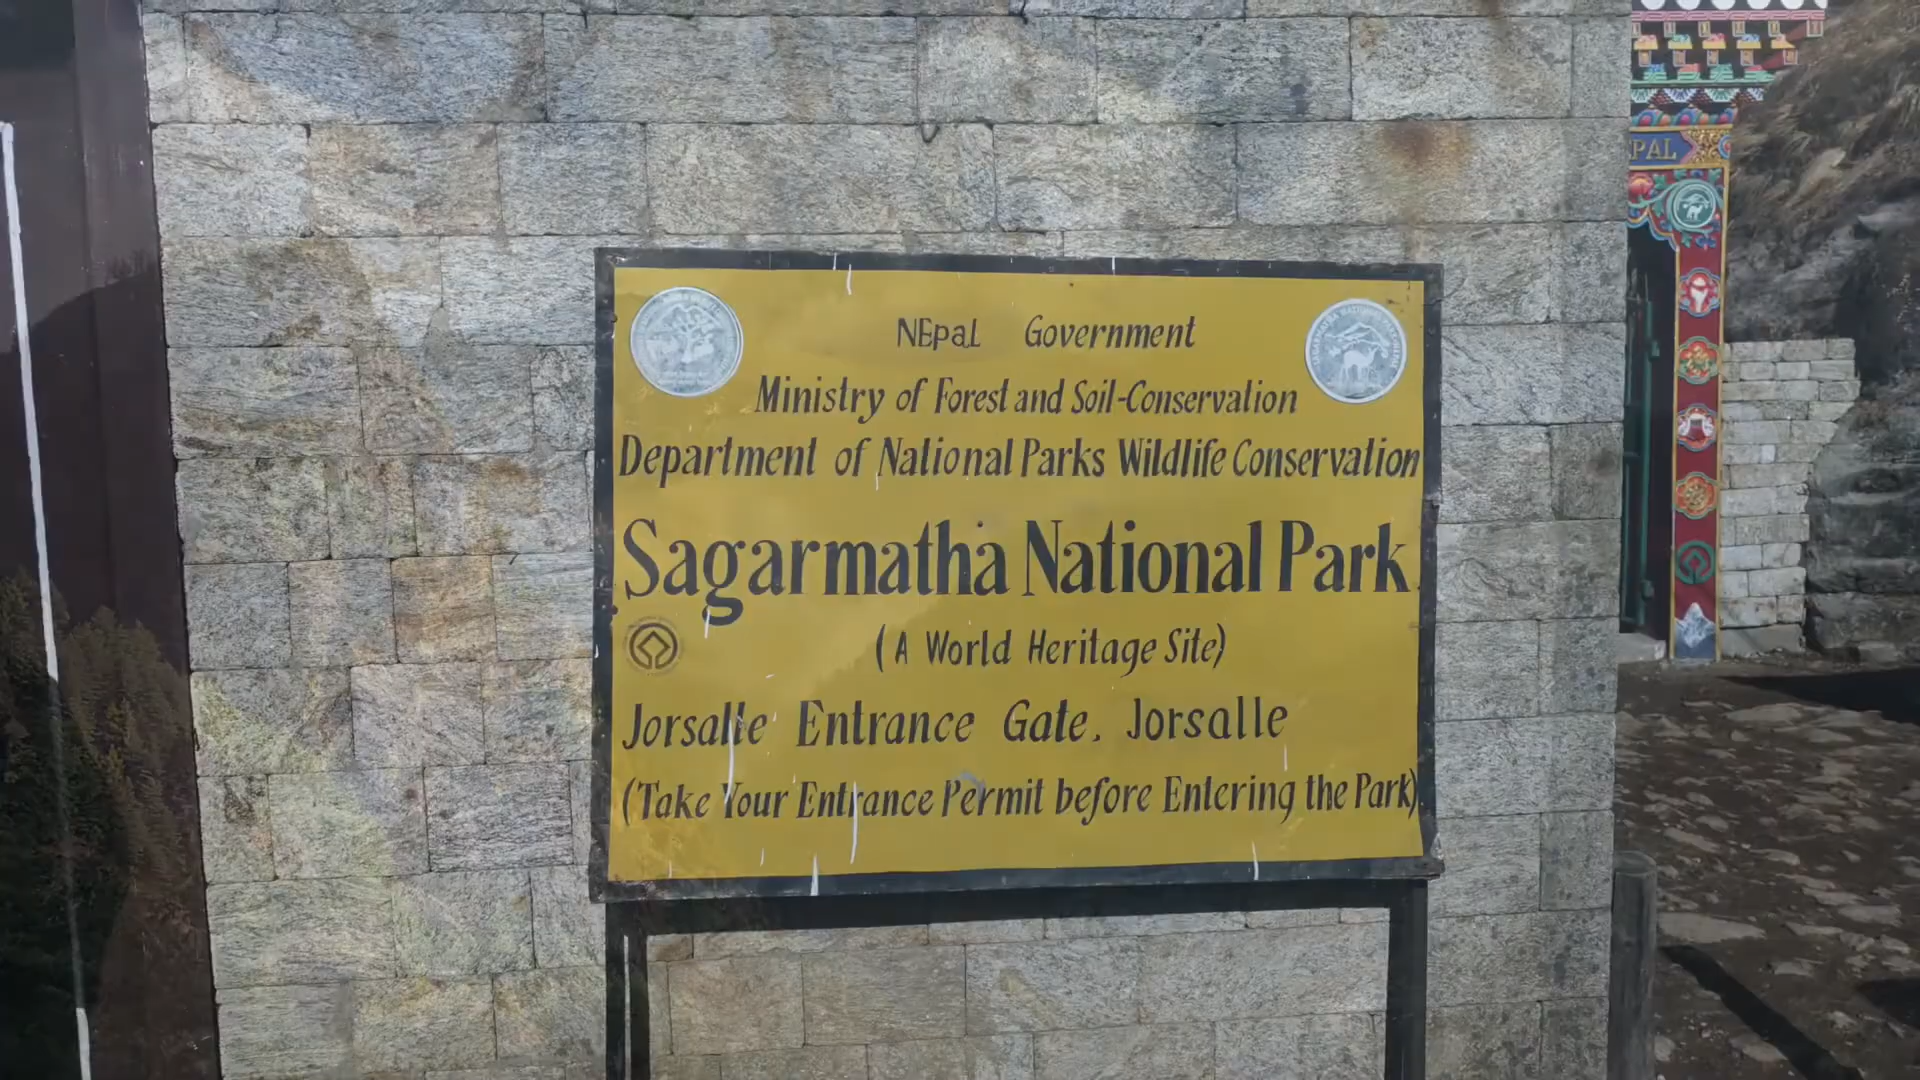 NEpaL Government
Ministry of Forest and Soil-Conservation
Department of National Parks Wildlife Conservation
Sagarmatha National Park
(A World Heritage Site)
Jorsalle Entrance Gate, Jorsalle
(Take Your Entrance Permit before Entering the Park)
PAL